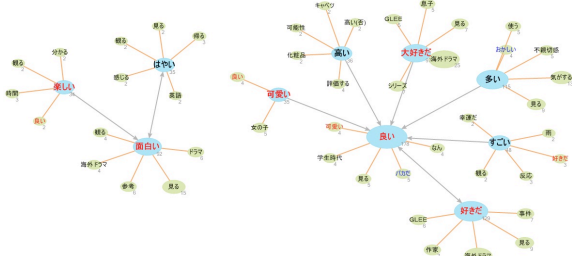 キャベツ
息子
可能性
高い(否)
GLEE
見る
使う
見る
観る
得る
分かる
観る
化粧品
高い
大好きだ
海外ドラマ
おかしい
不親切感
はやい
感じる
楽しい
良い
評価する
シリーズ
多い
気がする
時間
英語
可愛い
見る
良い
幸運だ
観る
面白い
ドラマ
女の子
可愛い
良い
なん
すごい
雨
海外ドラマ
学生時代
好きだ
参考
見る
見る
バカだ
観る
反応
GLEE
好きだ
事件
作家
見る
海外ドラマ